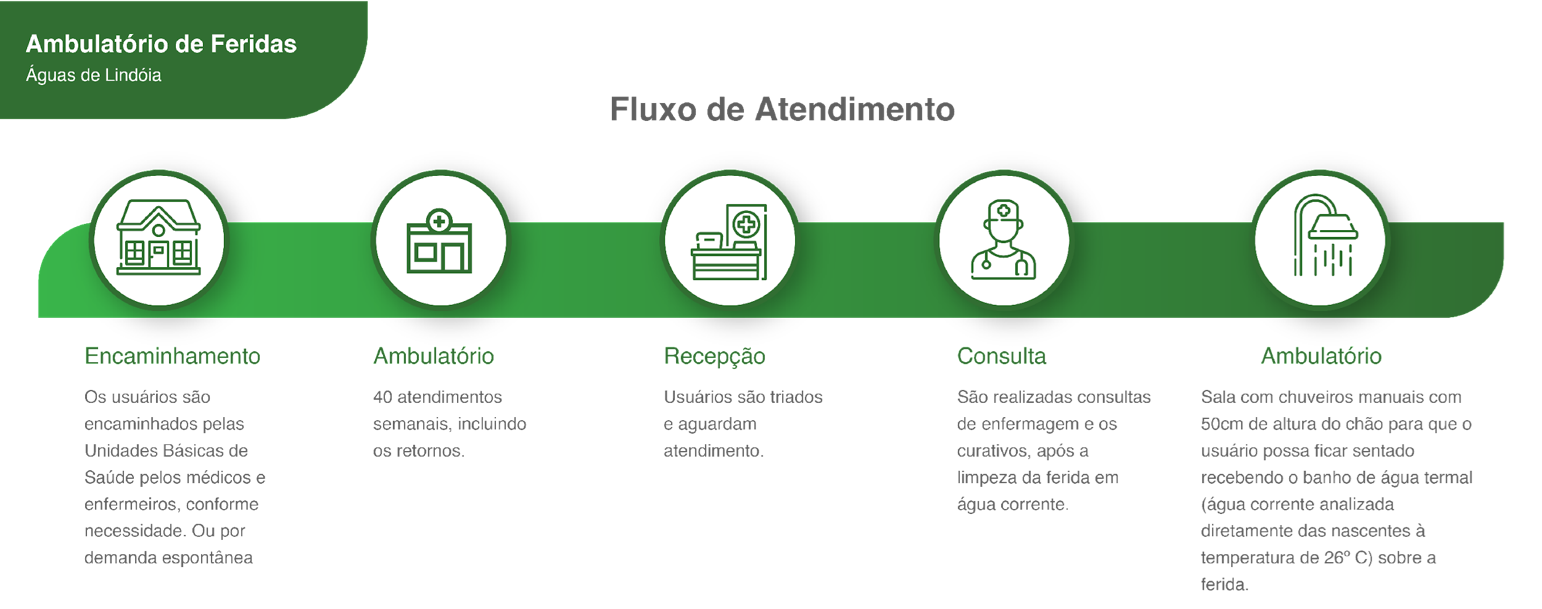 Ambulatório de Feridas
Águas de Lindóia
Fluxo de Atendimento
Encaminhamento
Os usuários são
encaminhados pelas
Unidades Básicas de
Saúde pelos médicos e
enfermeiros, conforme
necessidade. Ou por
demanda espontânea
Ambulatório
40 atendimentos
semanais, incluindo
os retornos.
Recepção
Usuários são triados
e aguardam
atendimento.
Consulta
São realizadas consultas
de enfermagem e os
curativos, após a
limpeza da ferida em
água corrente.
Ambulatório
Sala com chuveiros manuais com
50cm de altura do chão para que o
usuário possa ficar sentado
recebendo o banho de água termal
(água corrente analizada
diretamente das nascentes à
temperatura de 26º C) sobre a
ferida.